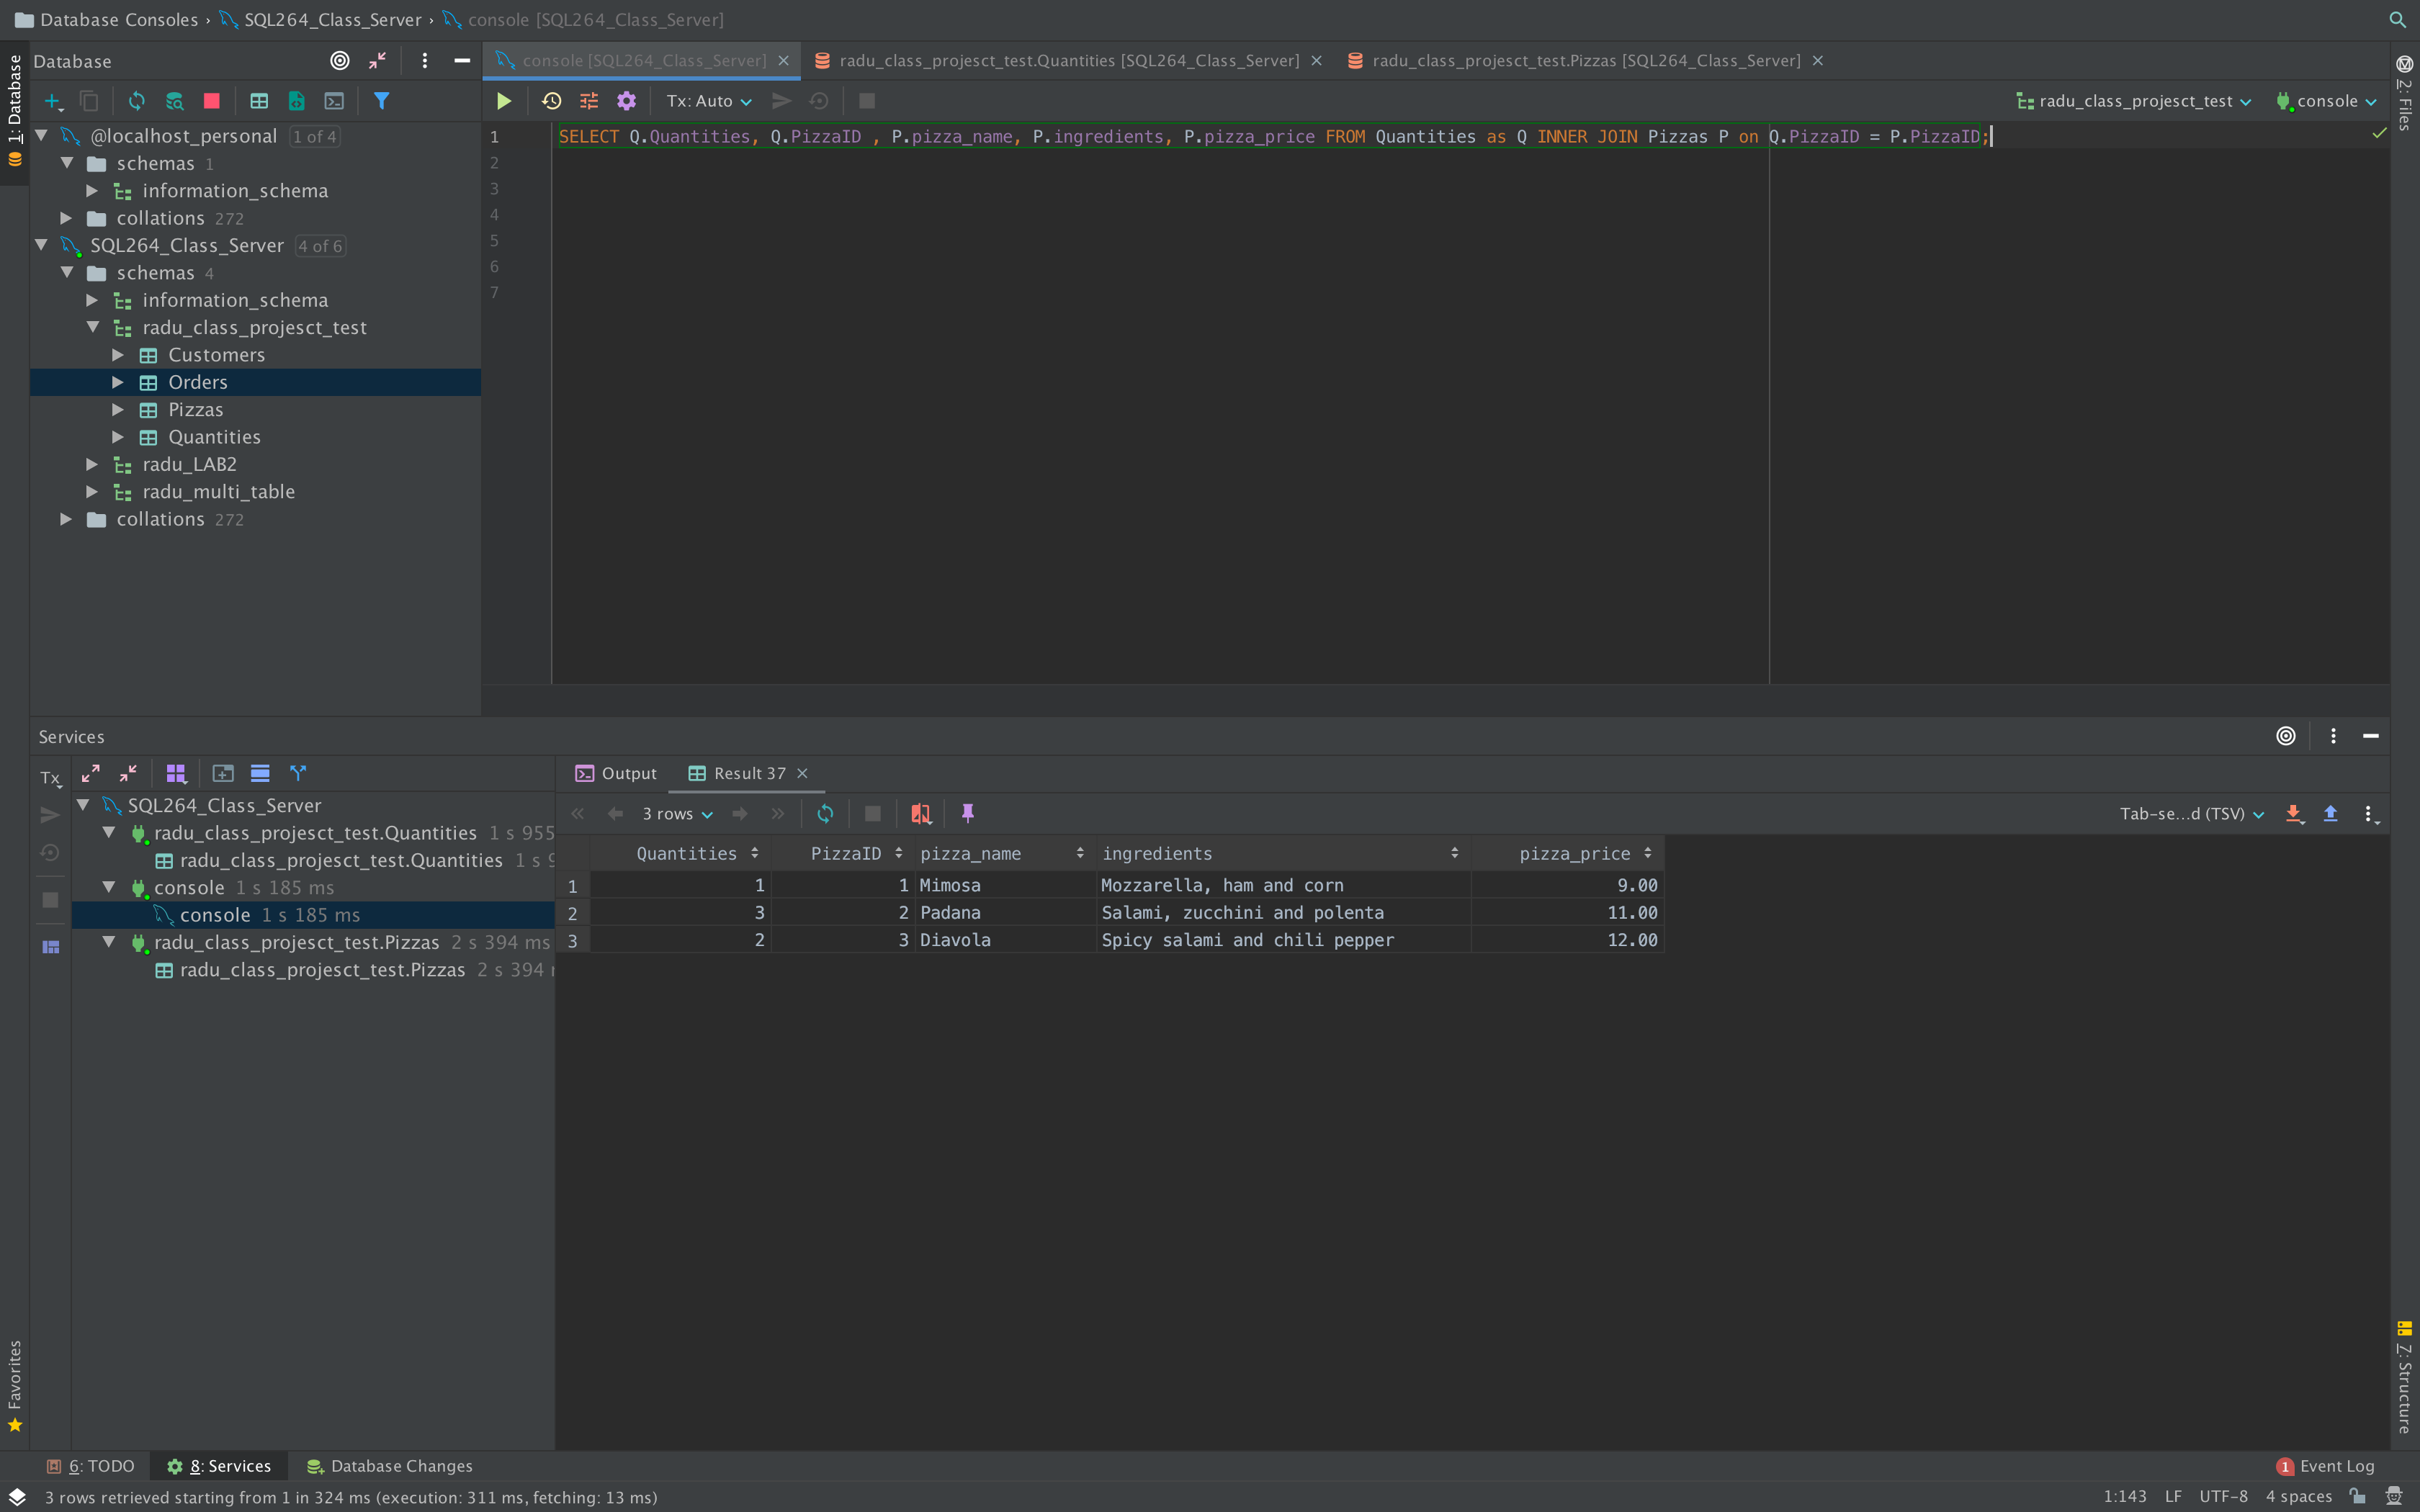 Database Consoles › SQL264_Class_Server › console [SQL264_Class_Server]
1: Database
Database
console [SQL264_Class_Server]
radu_class_projesct_test.Quantities [SQL264_Class_Server]
radu_class_projesct_test.Pizzas [SQL264_Class_Server]
2: Files
Tx: Auto
radu_class_projesct_test
console
@localhost_personal 1 of 4
schemas 1
information_schema
collations 272
SQL264_Class_Server 4 of 6
schemas 4
information_schema
radu_class_projesct_test
Customers
Orders
Pizzas
Quantities
radu_LAB2
radu_multi_table
collations 272
1 SELECT Q.Quantities, Q.PizzaID , P.pizza_name, P.ingredients, P.pizza_price FROM Quantities as Q INNER JOIN Pizzas P on Q.PizzaID = P.PizzaID;
2
3
4
5
6
7
Services
Tx
SQL264_Class_Server
radu_class_projesct_test.Quantities 1 s 955
radu_class_projesct_test.Quantities 1 s 9
console 1 s 185 ms
console 1 s 185 ms
radu_class_projesct_test.Pizzas 2 s 394 ms
radu_class_projesct_test.Pizzas 2 s 394
Output
Result 37
3 rows
Tab-se...d (TSV)
Quantities PizzaID pizza_name ingredients pizza_price
1 1 1 Mimosa Mozzarella, ham and corn 9.00
2 3 2 Padana Salami, zucchini and polenta 11.00
3 2 3 Diavola Spicy salami and chili pepper 12.00
Favorites
7: Structure
6: TODO
8: Services
Database Changes
1 Event Log
3 rows retrieved starting from 1 in 324 ms (execution: 311 ms, fetching: 13 ms)
1:143 LF UTF-8 4 spaces